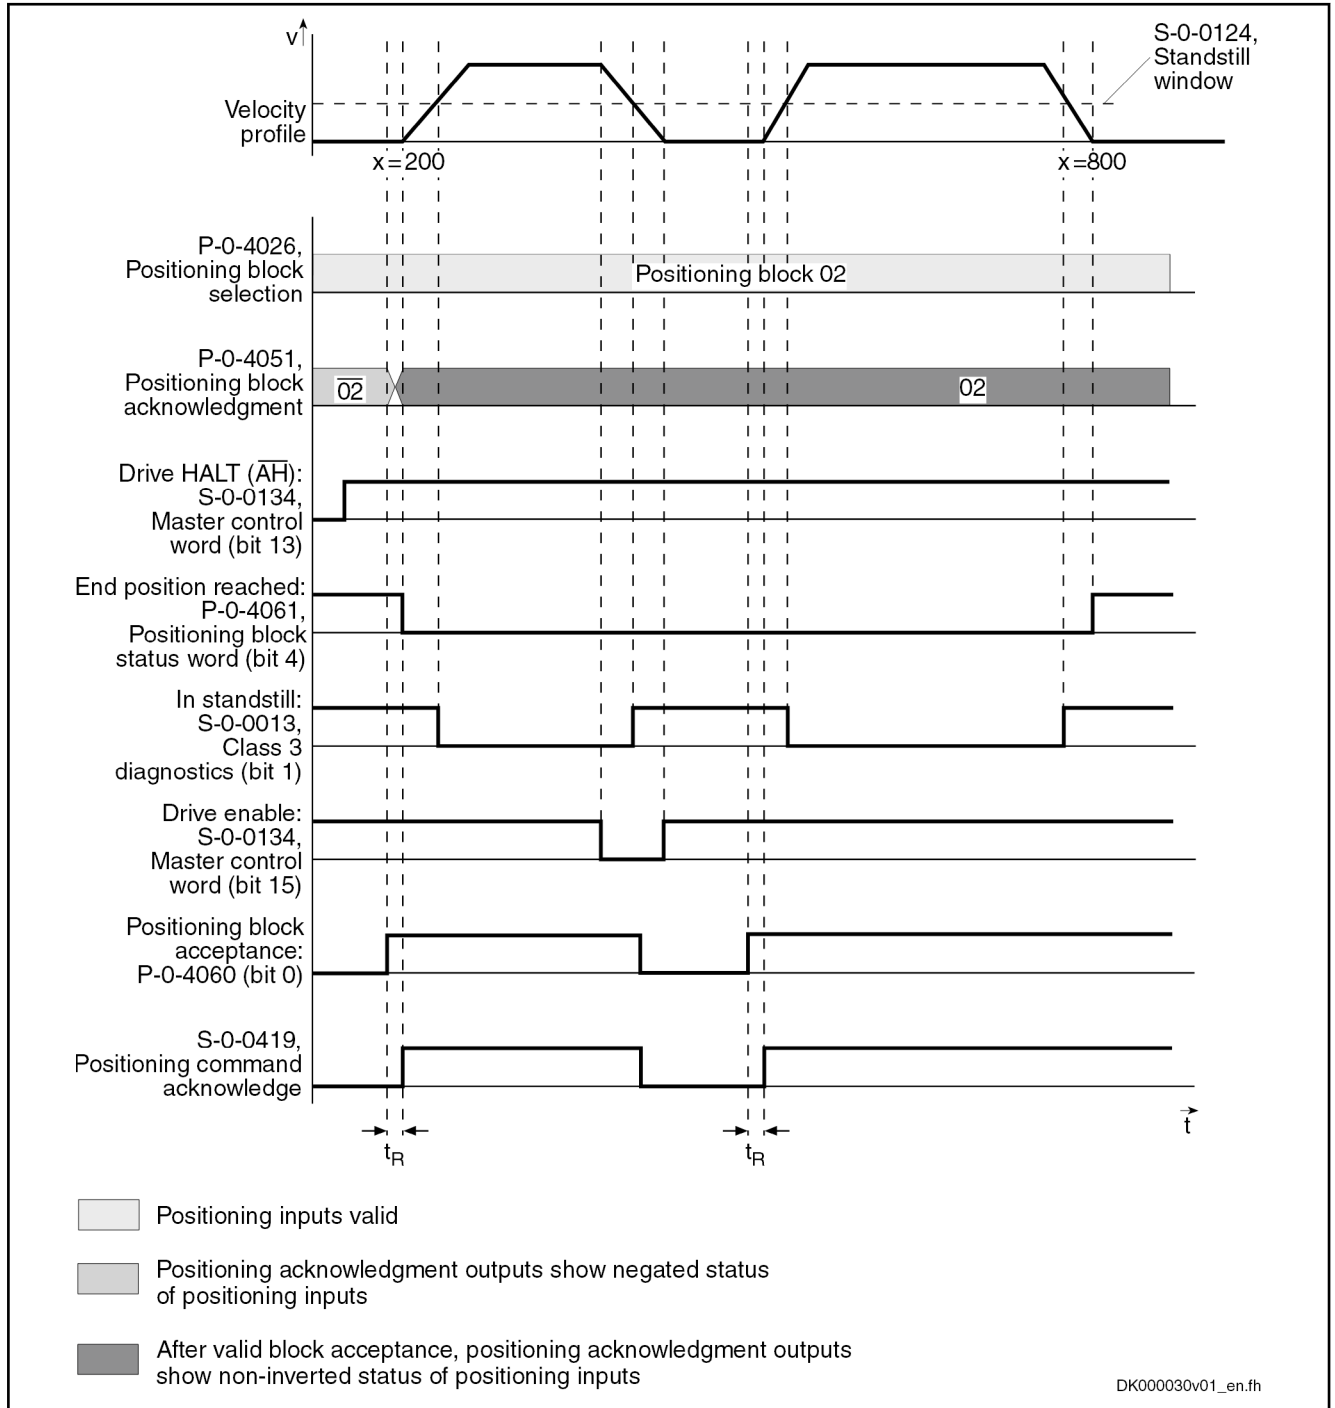 v
S-0-0124,
Standstill
window
Velocity
profile
x=200
x=800
P-0-4026,
Positioning block
selection
Positioning block 02
P-0-4051,
Positioning block
acknowledgment
0̅2̅
02
Drive HALT (A̅H̅):
S-0-0134,
Master control
word (bit 13)
End position reached:
P-0-4061,
Positioning block
status word (bit 4)
In standstill:
S-0-0013,
Class 3
diagnostics (bit 1)
Drive enable:
S-0-0134,
Master control
word (bit 15)
Positioning block
acceptance:
P-0-4060 (bit 0)
S-0-0419,
Positioning command
acknowledge
t
tR
tR
Positioning inputs valid
Positioning acknowledgment outputs show negated status
of positioning inputs
After valid block acceptance, positioning acknowledgment outputs
show non-inverted status of positioning inputs
DK000030v01_en.fh